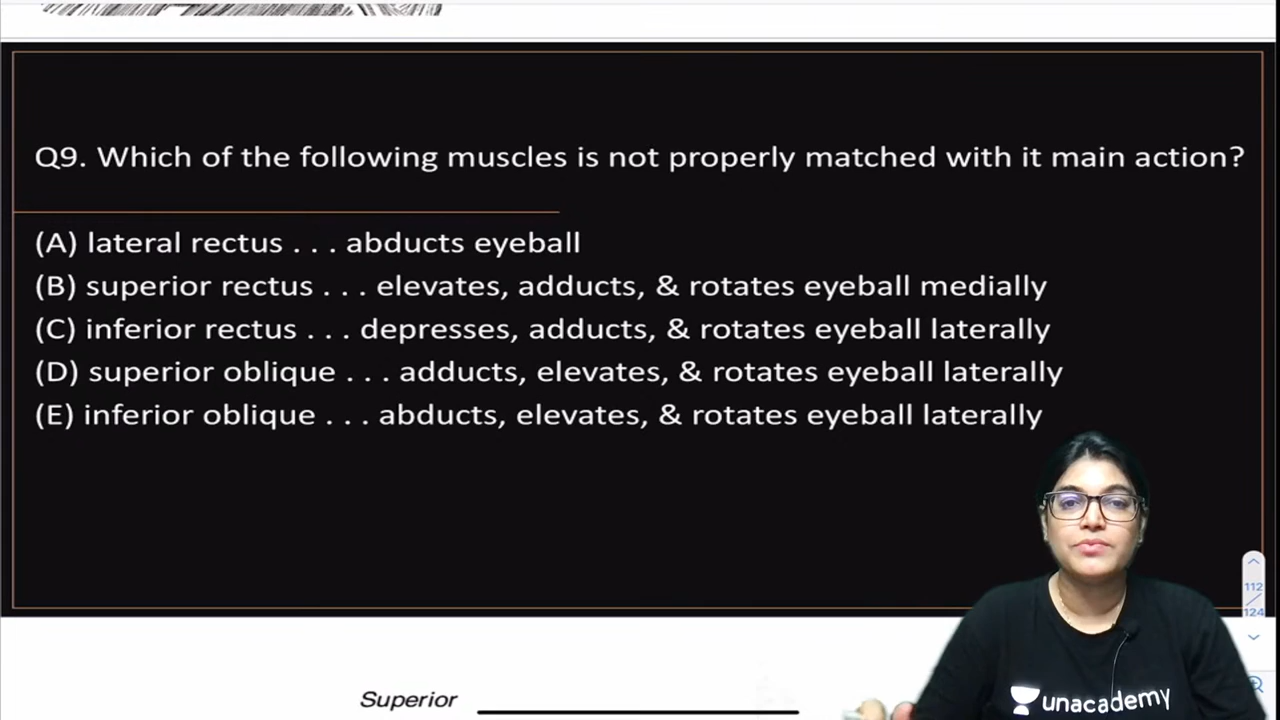 Q9. Which of the following muscles is not properly matched with it main action?
(A) lateral rectus . . . abducts eyeball
(B) superior rectus . . . elevates, adducts, & rotates eyeball medially
(C) inferior rectus . . . depresses, adducts, & rotates eyeball laterally
(D) superior oblique . . . adducts, elevates, & rotates eyeball laterally
(E) inferior oblique . . . abducts, elevates, & rotates eyeball laterally
112
124
Superior
unacademy